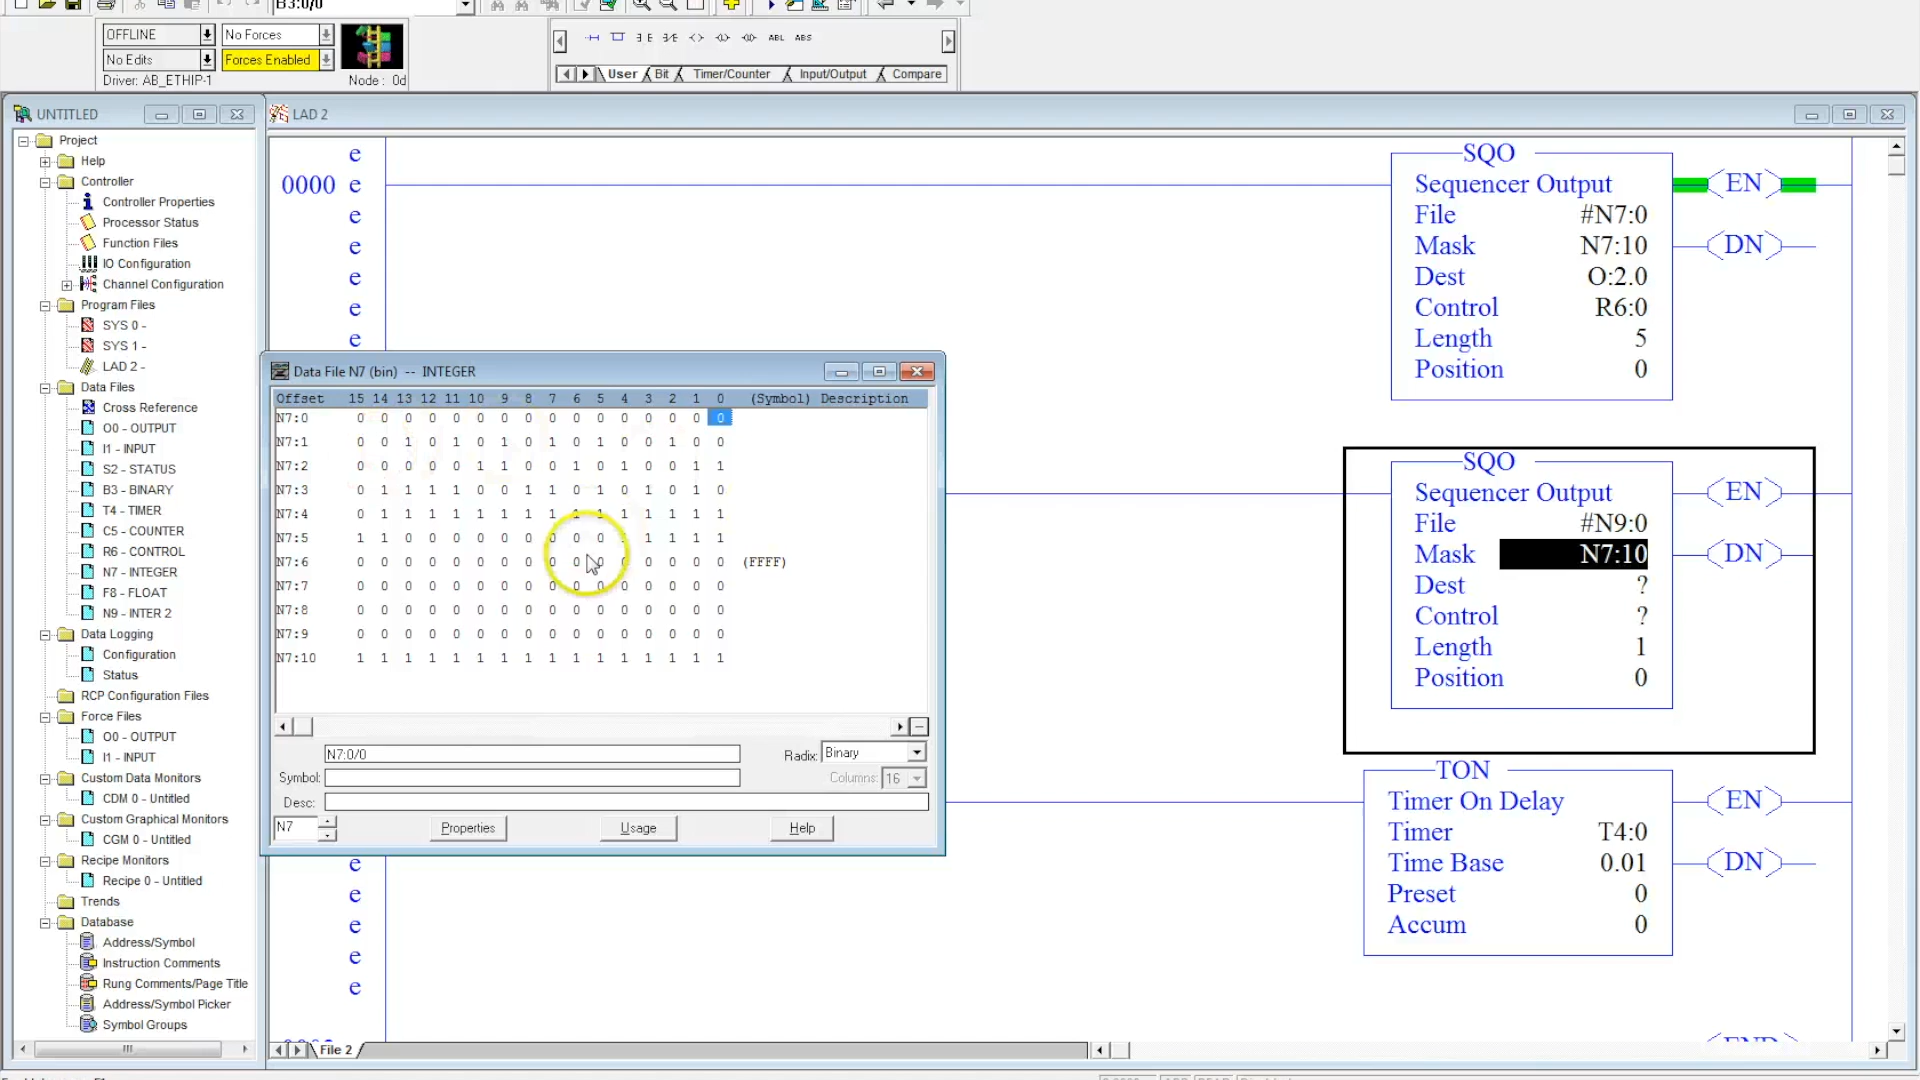 B3:0/0
OFFLINE No Forces
No Edits Forces Enabled
Driver: AB_ETHIP-1 Node : 0d
ABL ABS
User Bit Timer/Counter Input/Output Compare
UNTITLED
Project
Help
Controller
Controller Properties
Processor Status
Function Files
IO Configuration
Channel Configuration
Program Files
SYS 0 -
SYS 1 -
LAD 2 -
Data Files
Cross Reference
O0 - OUTPUT
I1 - INPUT
S2 - STATUS
B3 - BINARY
T4 - TIMER
C5 - COUNTER
R6 - CONTROL
N7 - INTEGER
F8 - FLOAT
N9 - INTER 2
Data Logging
Configuration
Status
Recipe Configuration Files
Force Files
O0 - OUTPUT
I1 - INPUT
Custom Data Monitors
CDM 0 - Untitled
Custom Graphical Monitors
CGM 0 - Untitled
Recipe Monitors
Recipe 0 - Untitled
Trends
Database
Address/Symbol
Instruction Comments
Rung Comments/Page Title
Address/Symbol Picker
Symbol Groups
LAD 2
e
0000 e
e
e
e
e
e
SQO
Sequencer Output EN
File #N7:0
Mask N7:10 DN
Dest O:2.0
Control R6:0
Length 5
Position 0
SQO
Sequencer Output EN
File #N9:0
Mask N7:10 DN
Dest ?
Control ?
Length 1
Position 0
TON
Timer On Delay EN
Timer T4:0
Time Base 0.01 DN
Preset 0
Accum 0
Data File N7 (bin) -- INTEGER
Offset 15 14 13 12 11 10 9 8 7 6 5 4 3 2 1 0 (Symbol) Description
N7:0 0 0 0 0 0 0 0 0 0 0 0 0 0 0 0 0
N7:1 0 0 1 0 1 0 1 0 1 0 1 0 0 1 0 0
N7:2 0 0 0 0 0 1 1 0 0 1 0 1 0 0 1 1
N7:3 0 1 1 1 1 0 0 1 1 0 1 0 1 0 1 0
N7:4 0 1 1 1 1 1 1 1 1 1 1 1 1 1 1 1
N7:5 1 1 0 0 0 0 0 0 0 0 0 1 1 1 1 1
N7:6 0 0 0 0 0 0 0 0 0 0 0 0 0 0 0 (FFFF)
N7:7 0 0 0 0 0 0 0 0 0 0 0 0 0 0 0 0
N7:8 0 0 0 0 0 0 0 0 0 0 0 0 0 0 0 0
N7:9 0 0 0 0 0 0 0 0 0 0 0 0 0 0 0 0
N7:10 1 1 1 1 1 1 1 1 1 1 1 1 1 1 1 1
N7:0/0 Radix: Binary
Symbol: Columns: 16
Desc:
N7 Properties Usage Help
e
e
e
e
e
File 2